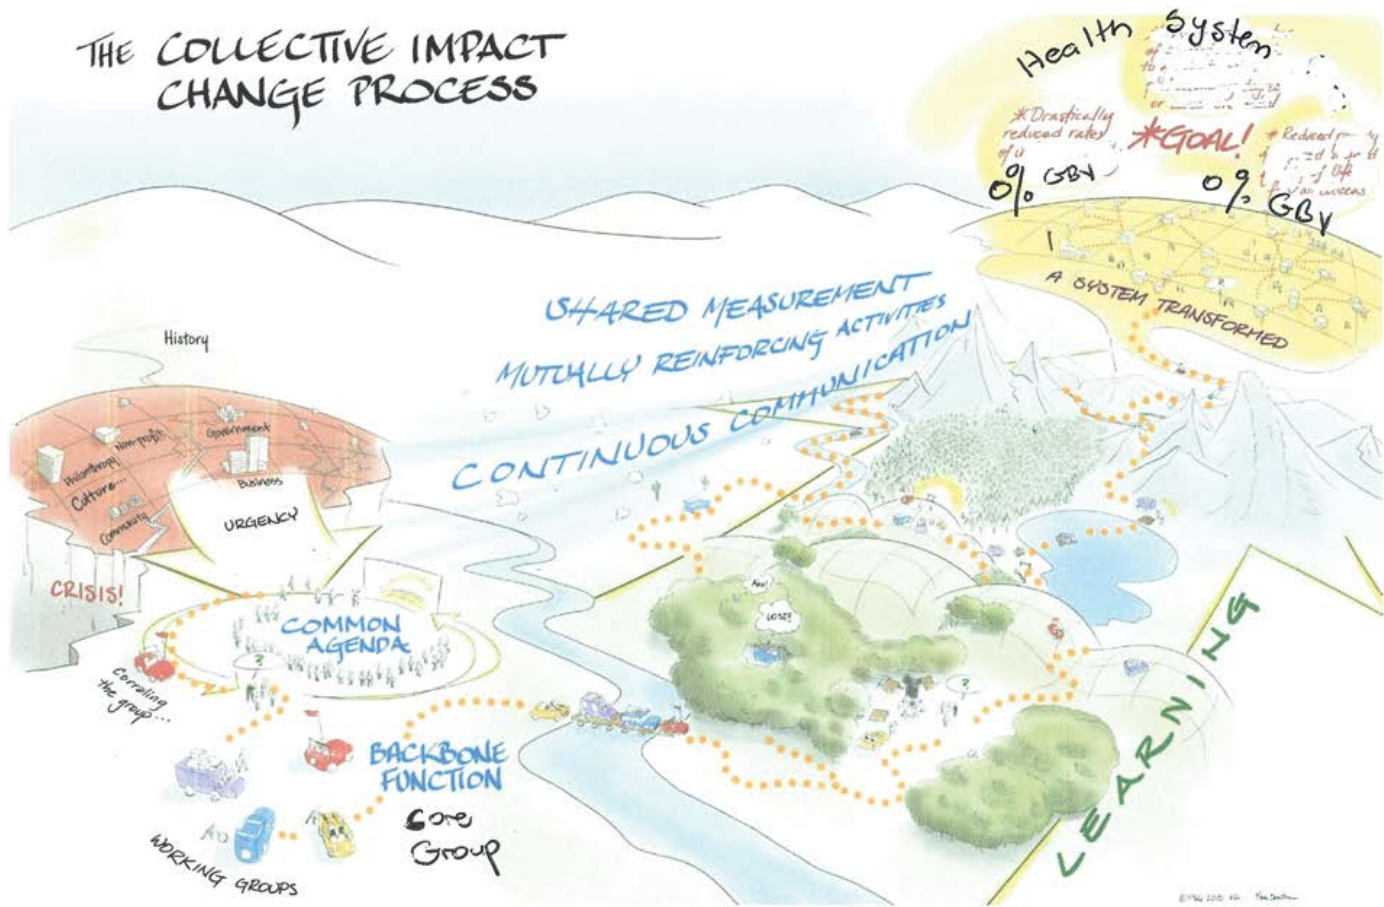 THE COLLECTIVE IMPACT
CHANGE PROCESS
Health System
*Drastically
reduced rates
0% GBV
*GOAL!
* Reduced
0% GBV
A SYSTEM TRANSFORMED
SHARED MEASUREMENT
MUTUALLY REINFORCING ACTIVITIES
CONTINUOUS COMMUNICATION
History
Philanthropy
Non-profit
Government
Culture...
Community
Business
URGENCY
CRISIS!
COMMON
AGENDA
?
Corraling
the group...
BACKBONE
FUNCTION
Core
Group
WORKING GROUPS
Aha!
LOST!
?
LEARNING